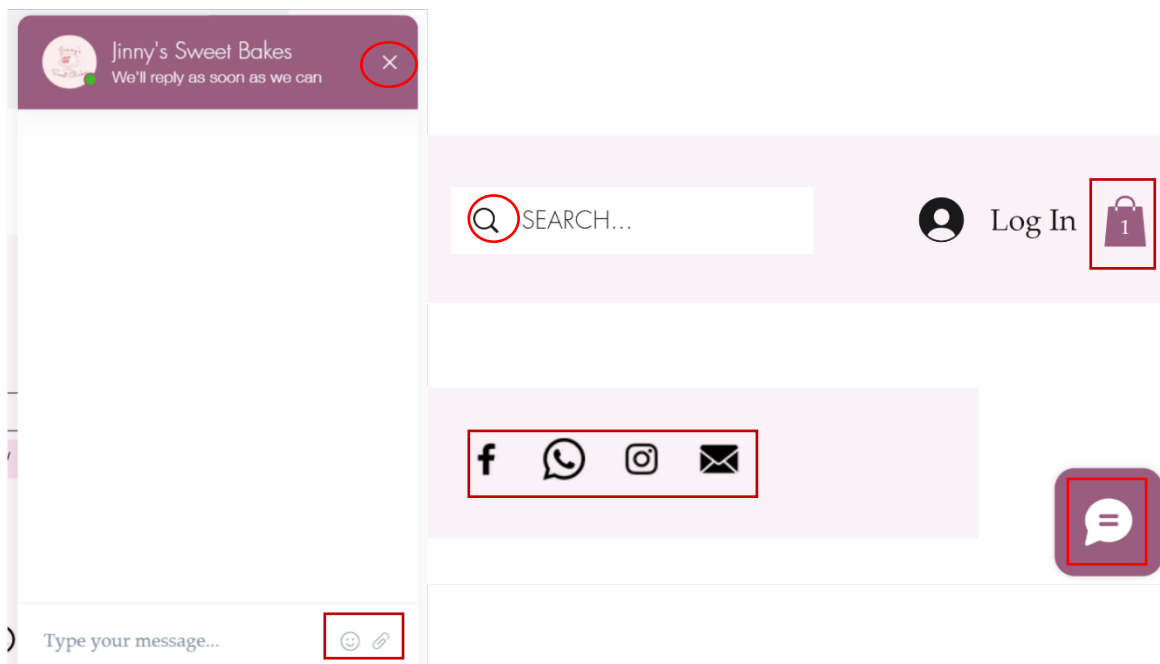 Jinny's Sweet Bakes
We'll reply as soon as we can
SEARCH...
Log In
1
Type your message...